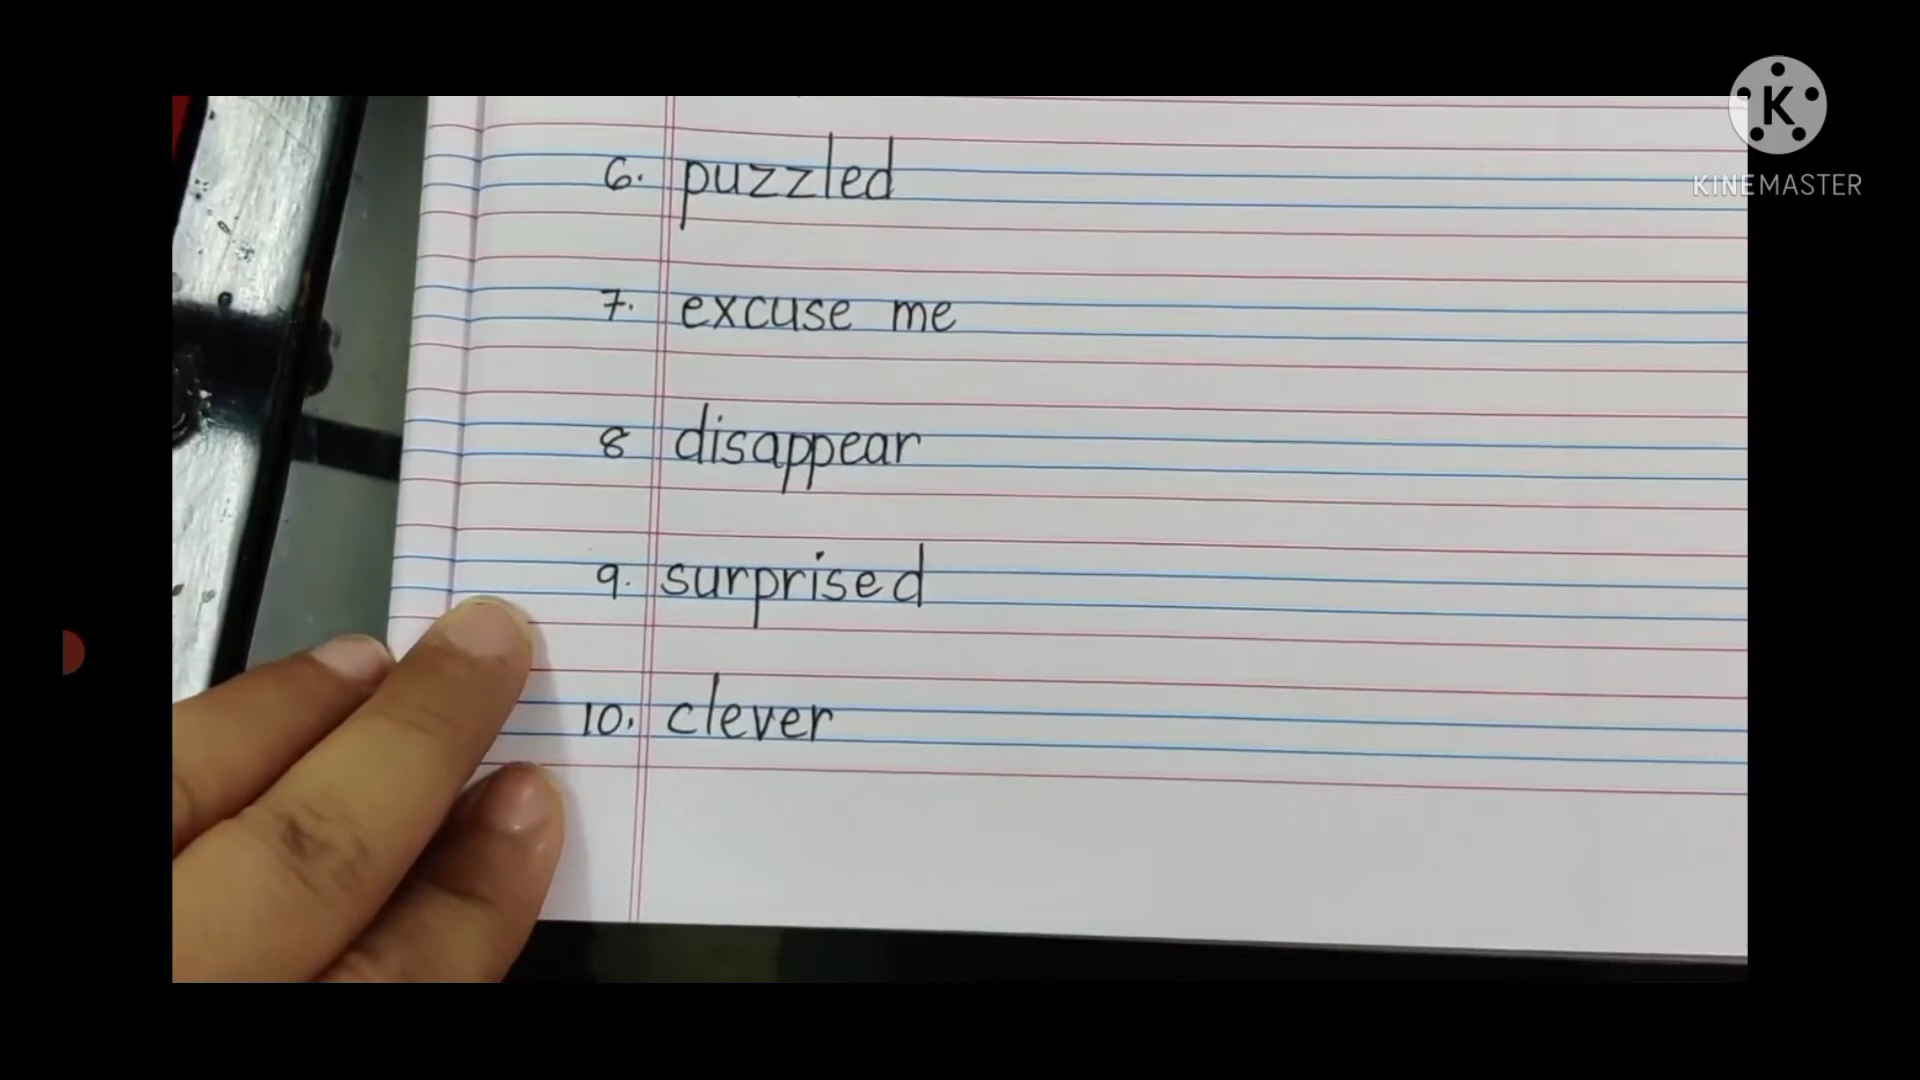 KINEMASTER
6. puzzled
7. excuse me
8 disappear
9. surprised
10. clever